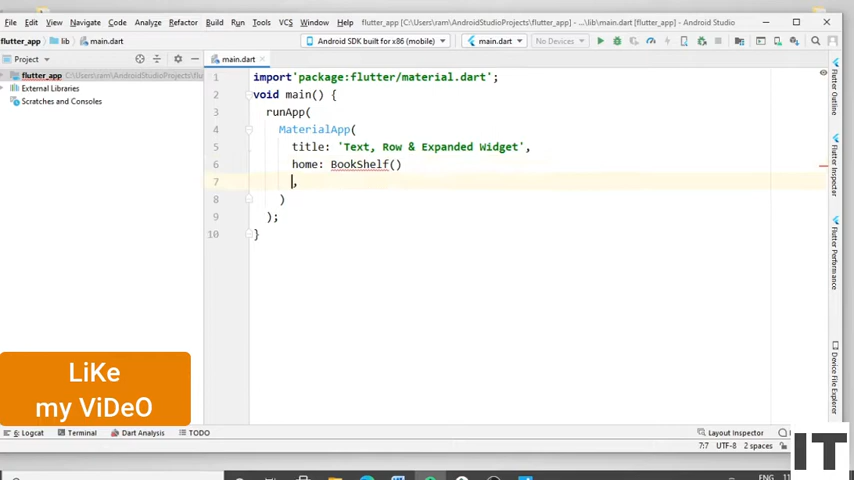 File Edit View Navigate Code Analyze Refactor Build Run Tools VCS Window Help flutter_app [C:\Users\ram\AndroidStudioProjects\flutter_app] - ...\lib\main.dart [flutter_app] - Android Studio
flutter_app lib main.dart Android SDK built for x86 (mobile) main.dart No Devices
Project main.dart
flutter_app C:\Users\ram\AndroidStudioProjects\flu
External Libraries
Scratches and Consoles
1 import'package:flutter/material.dart';
2 void main() {
3 runApp(
4 MaterialApp(
5 title: 'Text, Row & Expanded Widget',
6 home: BookShelf()
7 ,
8 )
9 );
10 }
Flutter Outline
Flutter Inspector
Flutter Performance
Device File Explorer
LiKe
my ViDeO
6: Logcat Terminal Dart Analysis TODO Layout Inspector
7:7 UTF-8 2 spaces
IT
ENG